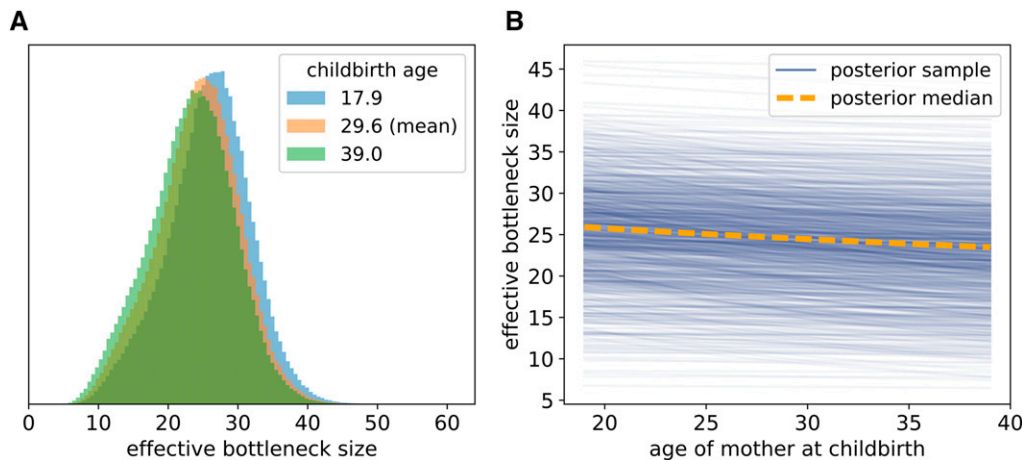 A
childbirth age
17.9
29.6 (mean)
39.0
0 10 20 30 40 50 60
effective bottleneck size
B
posterior sample
posterior median
45
40
35
30
25
20
15
10
5
effective bottleneck size
20 25 30 35 40
age of mother at childbirth